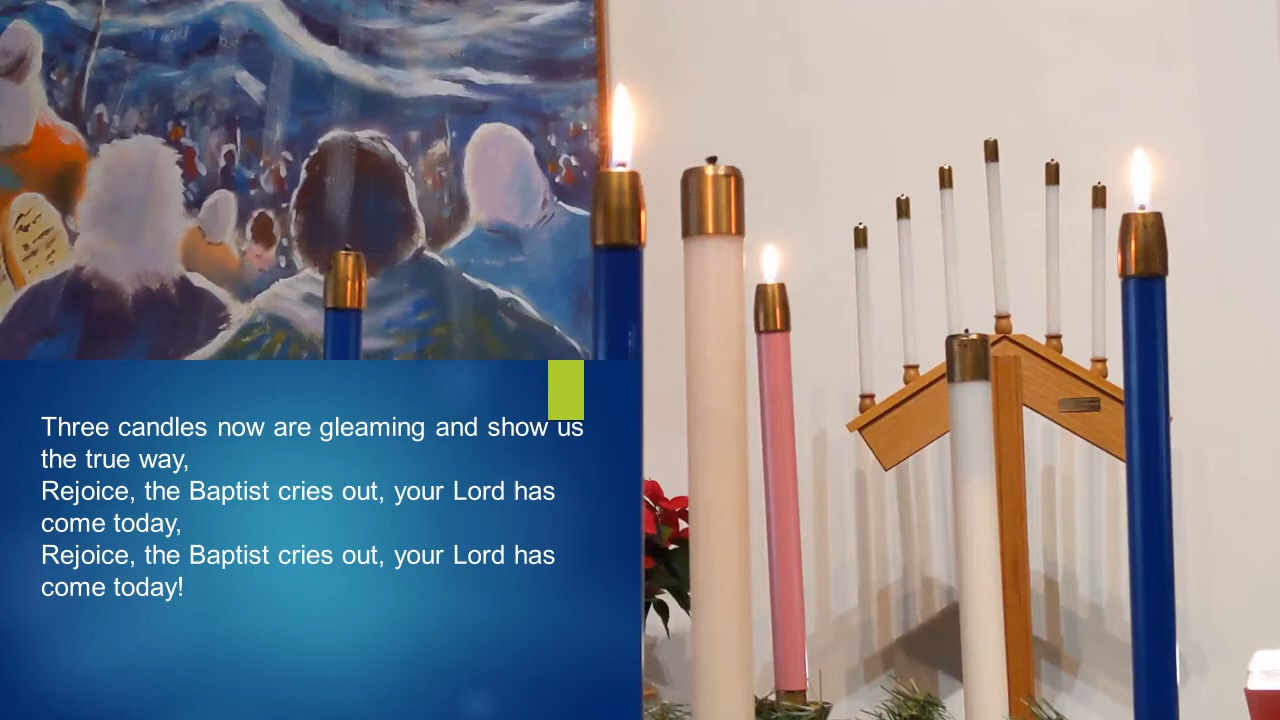 Three candles now are gleaming and show us
the true way,
Rejoice, the Baptist cries out, your Lord has
come today,
Rejoice, the Baptist cries out, your Lord has
come today!